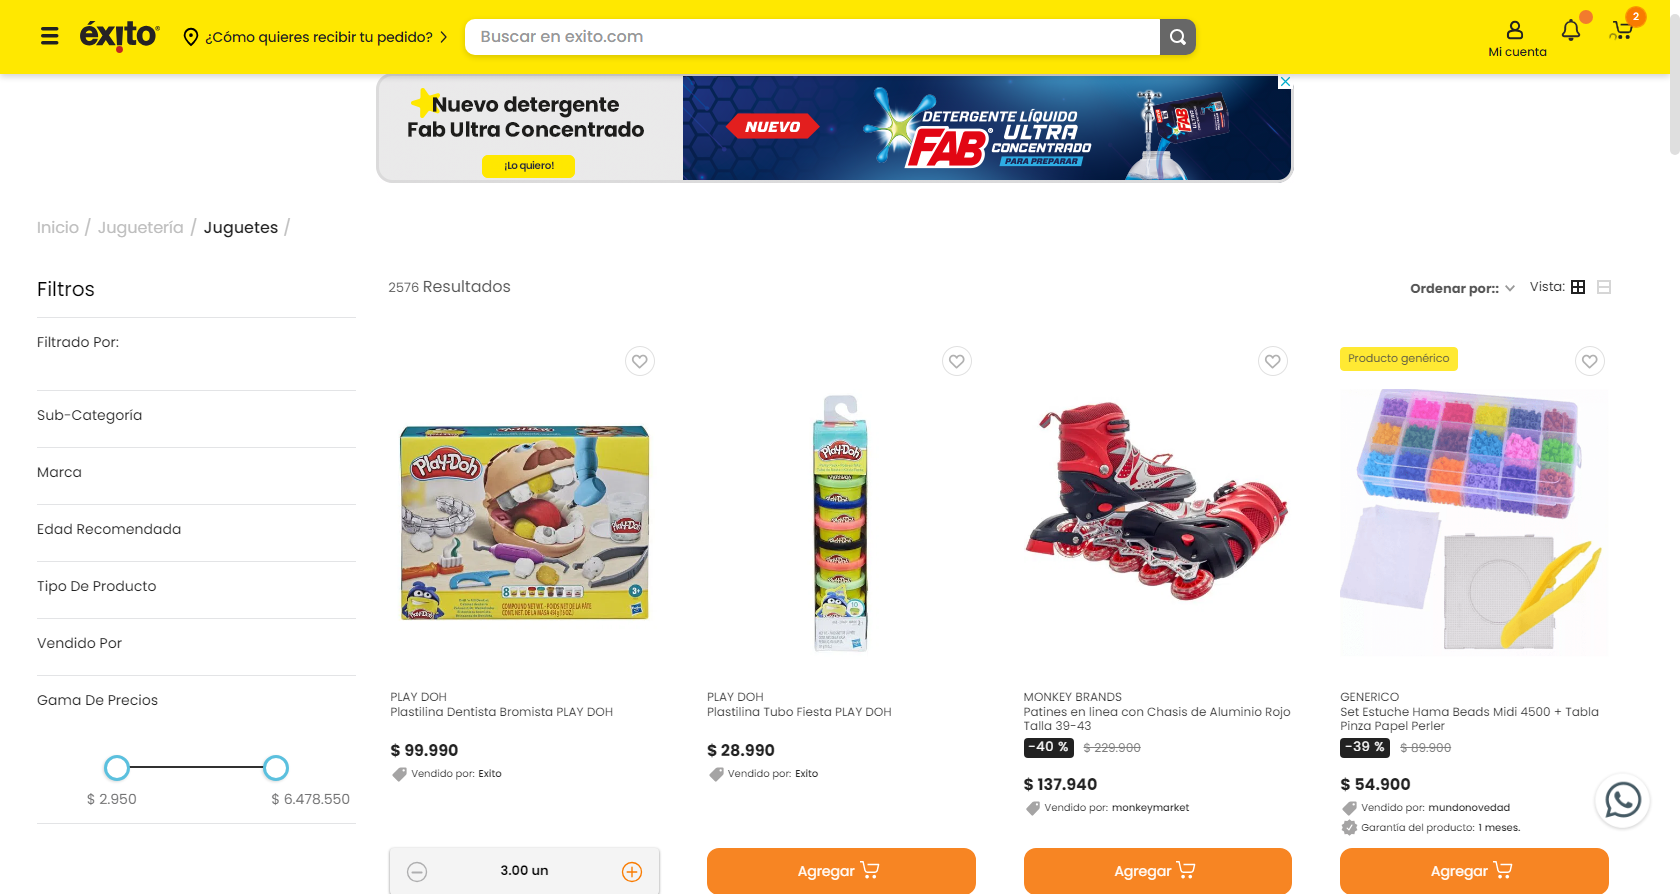 éxito
¿Cómo quieres recibir tu pedido?
Buscar en exito.com
Mi cuenta
2
Nuevo detergente
Fab Ultra Concentrado
¡Lo quiero!
NUEVO
DETERGENTE LÍQUIDO
FAB ULTRA
CONCENTRADO
PARA PREPARAR
Inicio / Juguetería / Juguetes /
Filtros
2576 Resultados
Ordenar por::
Vista:
Filtrado Por:
Sub-Categoría
Marca
Edad Recomendada
Tipo De Producto
Vendido Por
Gama De Precios
$ 2.950
$ 6.478.550
Play-Doh
3+
PLAY DOH
Plastilina Dentista Bromista PLAY DOH
$ 99.990
Vendido por: Exito
3.00 un
Play-Doh
PLAY DOH
Plastilina Tubo Fiesta PLAY DOH
$ 28.990
Vendido por: Exito
Agregar
MONKEY BRANDS
Patines en linea con Chasis de Aluminio Rojo
Talla 39-43
-40 % $ 229.900
$ 137.940
Vendido por: monkeymarket
Agregar
Producto genérico
GENERICO
Set Estuche Hama Beads Midi 4500 + Tabla
Pinza Papel Perler
-39 % $ 89.900
$ 54.900
Vendido por: mundonovedad
Garantía del producto: 1 meses.
Agregar